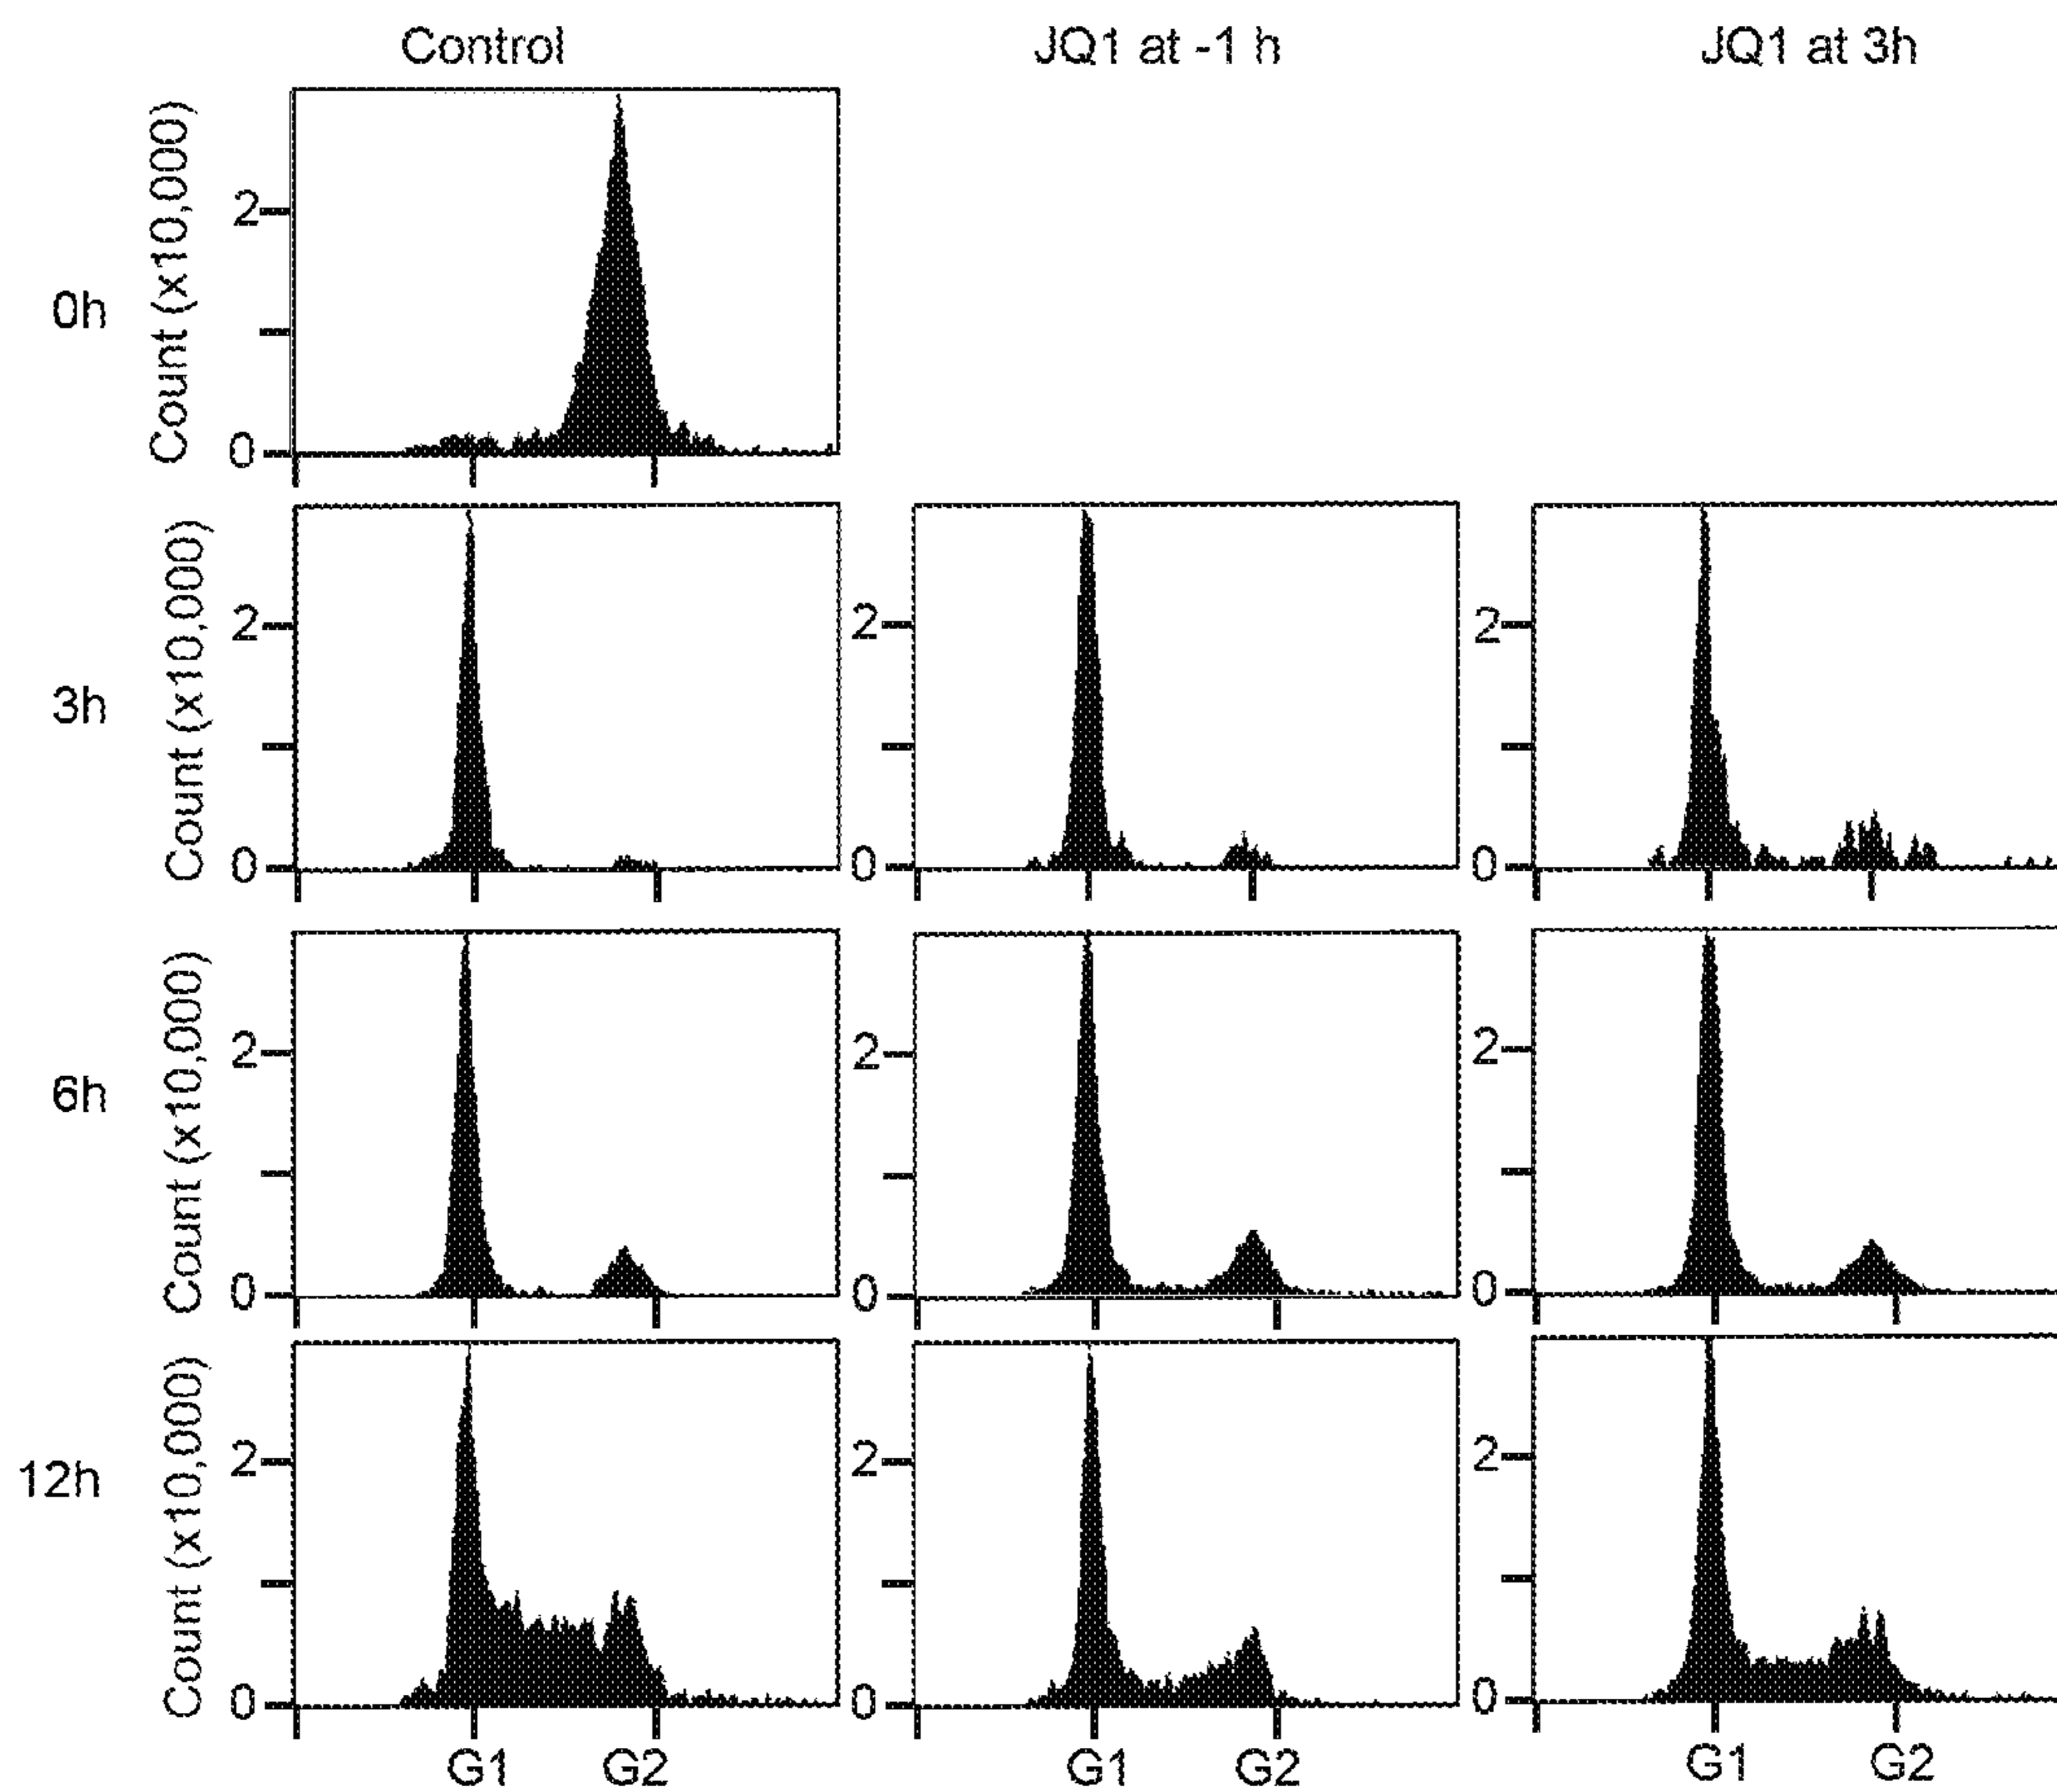 Control JQ1 at -1 h JQ1 at 3h
0h Count (x10,000) 2 0
3h Count (x10,000) 2 0 2 0 2 0
6h Count (x10,000) 2 0 2 0 2 0
12h Count (x10,000) 2 0 2 0 2 0
G1 G2 G1 G2 G1 G2